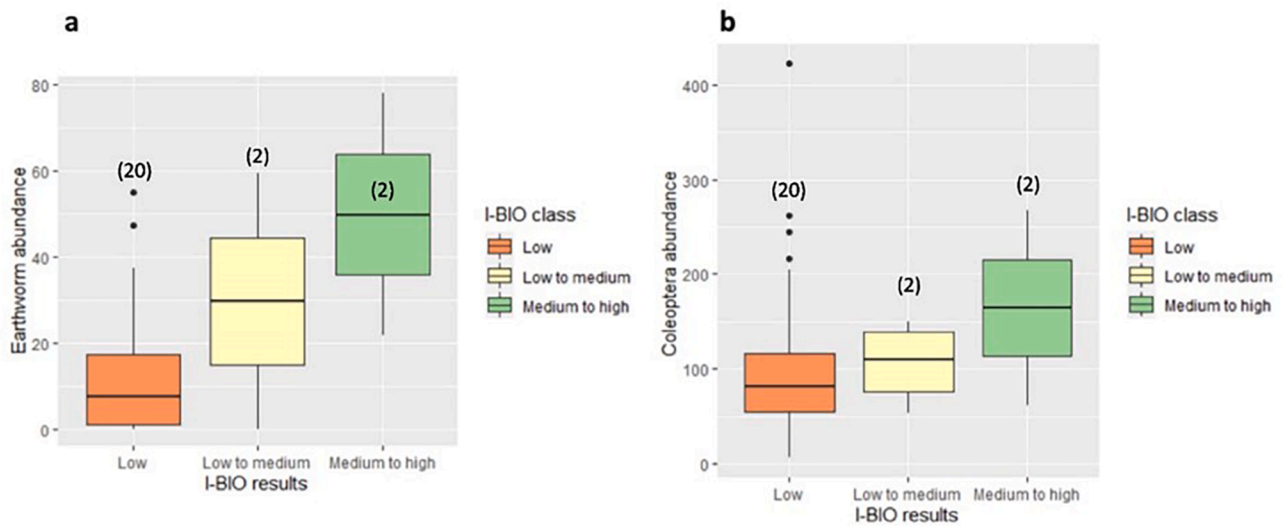 a
80
60
40
20
0
Earthworm abundance
(20)
(2)
(2)
Low
Low to medium
Medium to high
I-BIO results
I-BIO class
Low
Low to medium
Medium to high
b
400
300
200
100
0
Coleoptera abundance
(20)
(2)
(2)
Low
Low to medium
Medium to high
I-BIO results
I-BIO class
Low
Low to medium
Medium to high